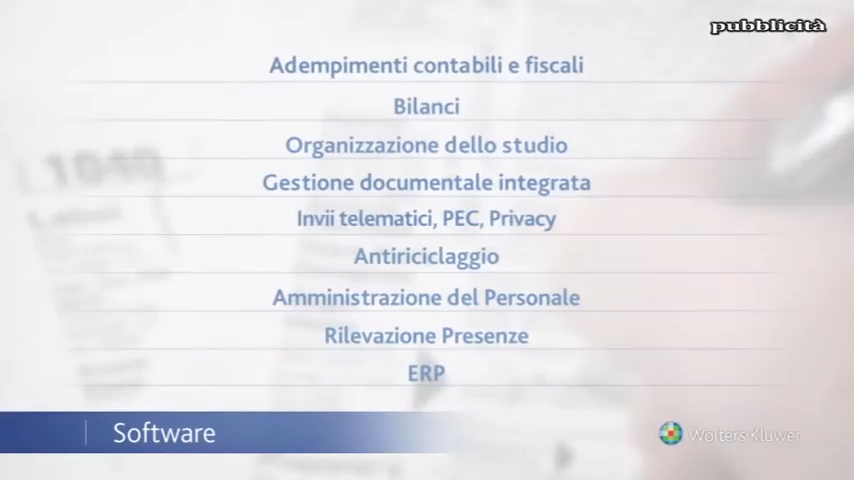 pubblicità
Adempimenti contabili e fiscali
Bilanci
Organizzazione dello studio
Gestione documentale integrata
Invii telematici, PEC, Privacy
Antiriciclaggio
Amministrazione del Personale
Rilevazione Presenze
ERP
Software
Wolters Kluwer
1040